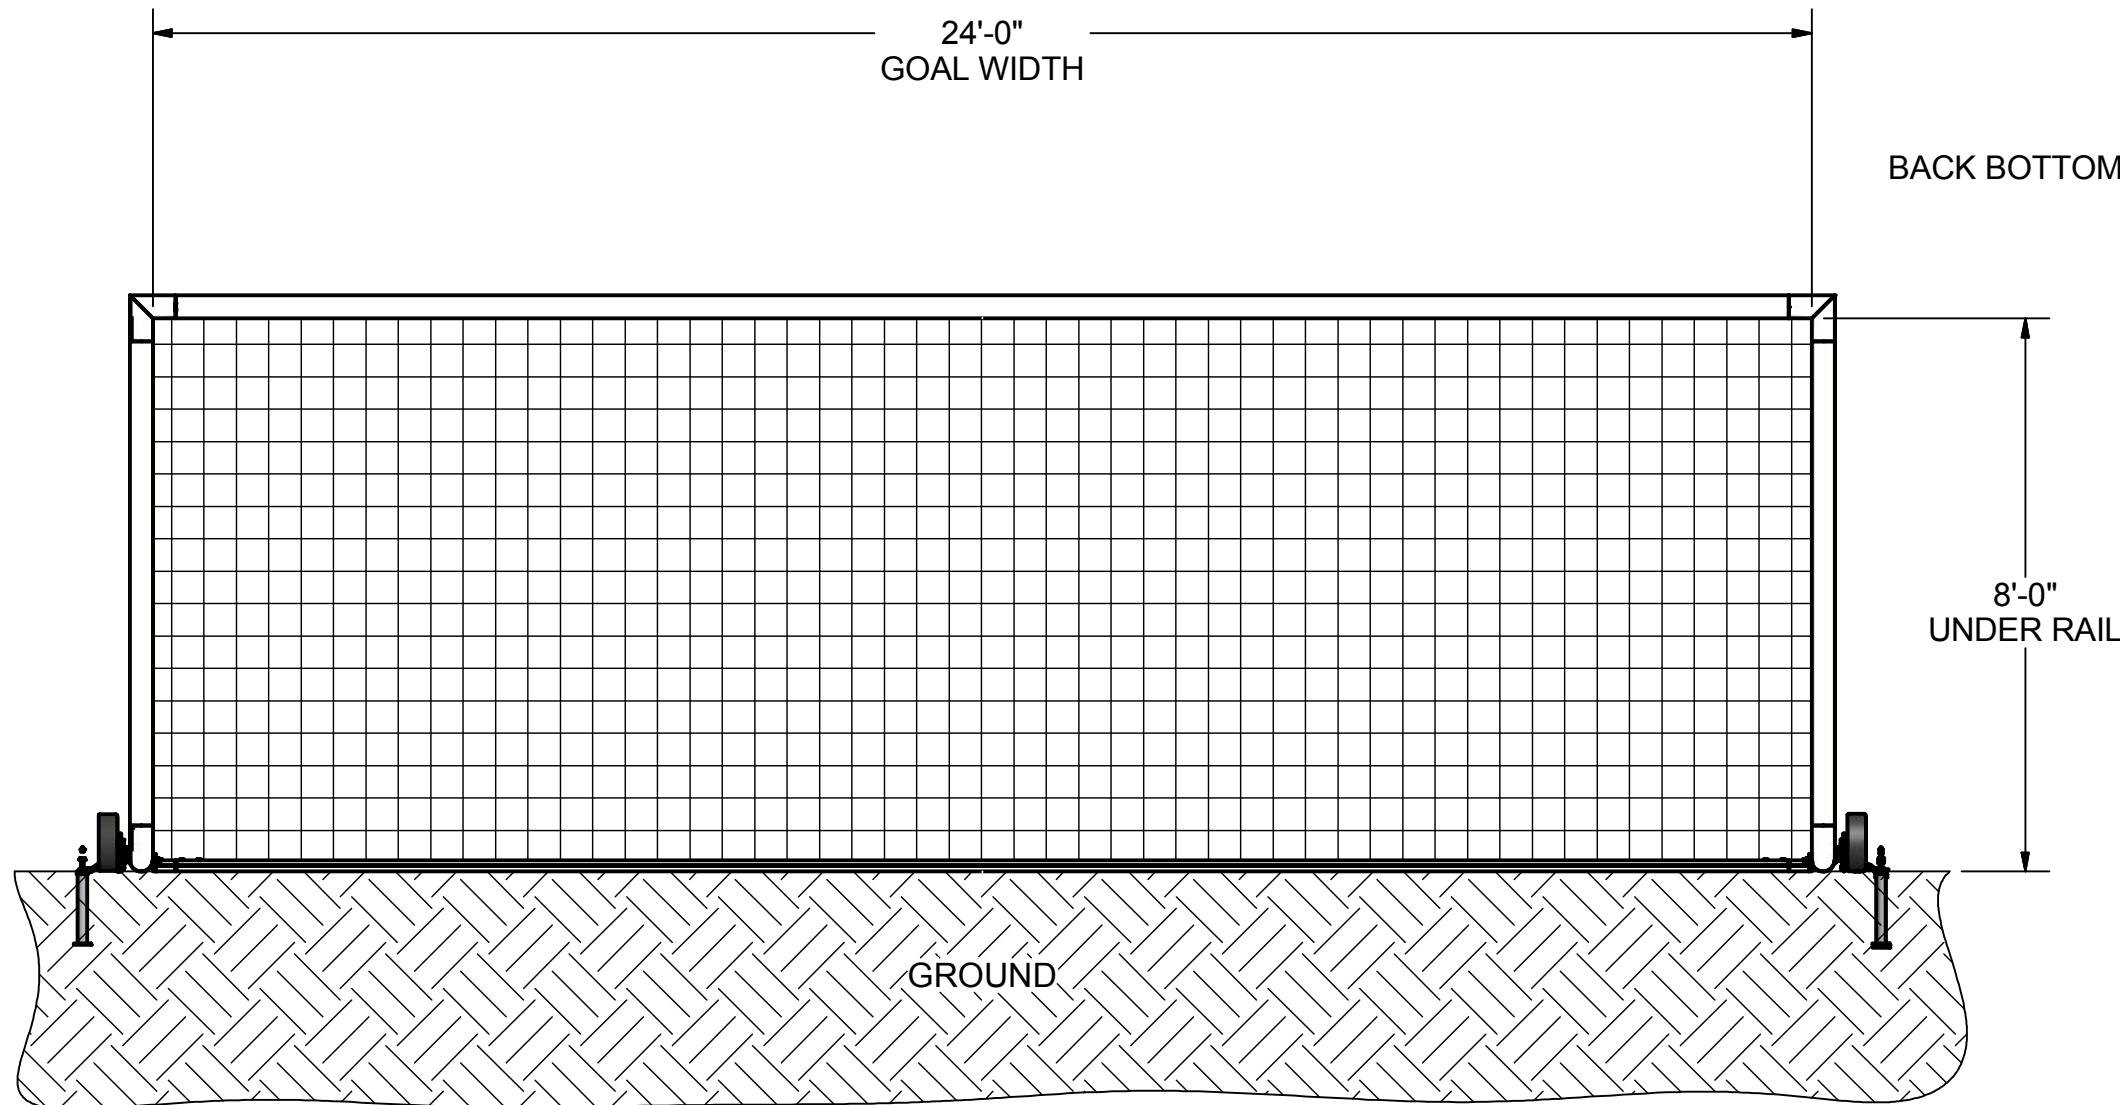 24'-0"
GOAL WIDTH
BACK BOTTOM
8'-0"
UNDER RAIL
GROUND